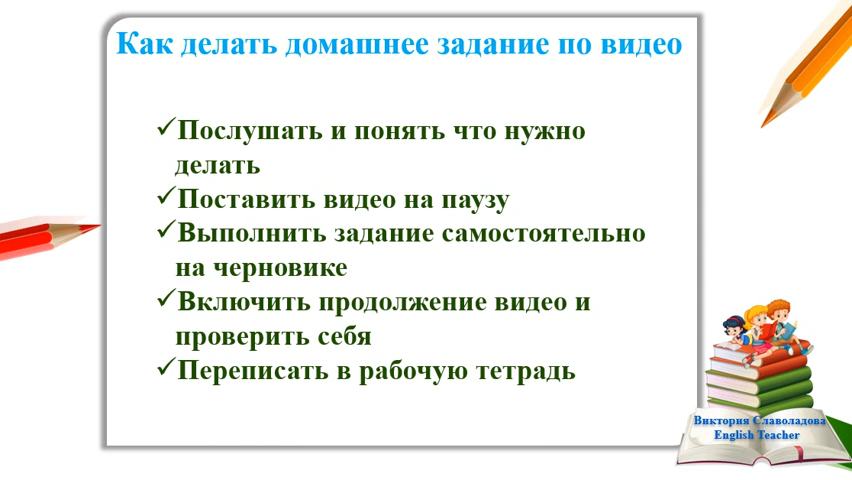 Как делать домашнее задание по видео
✓Послушать и понять что нужно
делать
✓Поставить видео на паузу
✓Выполнить задание самостоятельно
на черновике
✓Включить продолжение видео и
проверить себя
✓Переписать в рабочую тетрадь
Виктория Славоладова
English Teacher